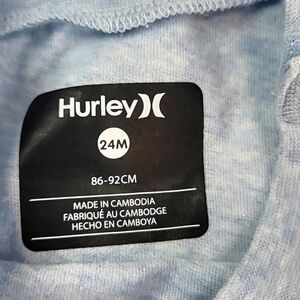 Hurley
24M
86-92CM
MADE IN CAMBODIA
FABRIQUÉ AU CAMBODGE
HECHO EN CAMBOYA